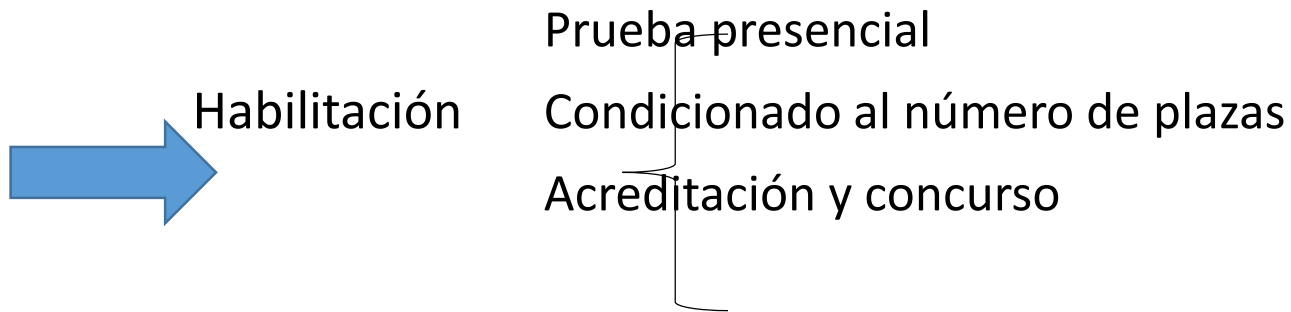 Prueba presencial
Habilitación Condicionado al número de plazas
Acreditación y concurso